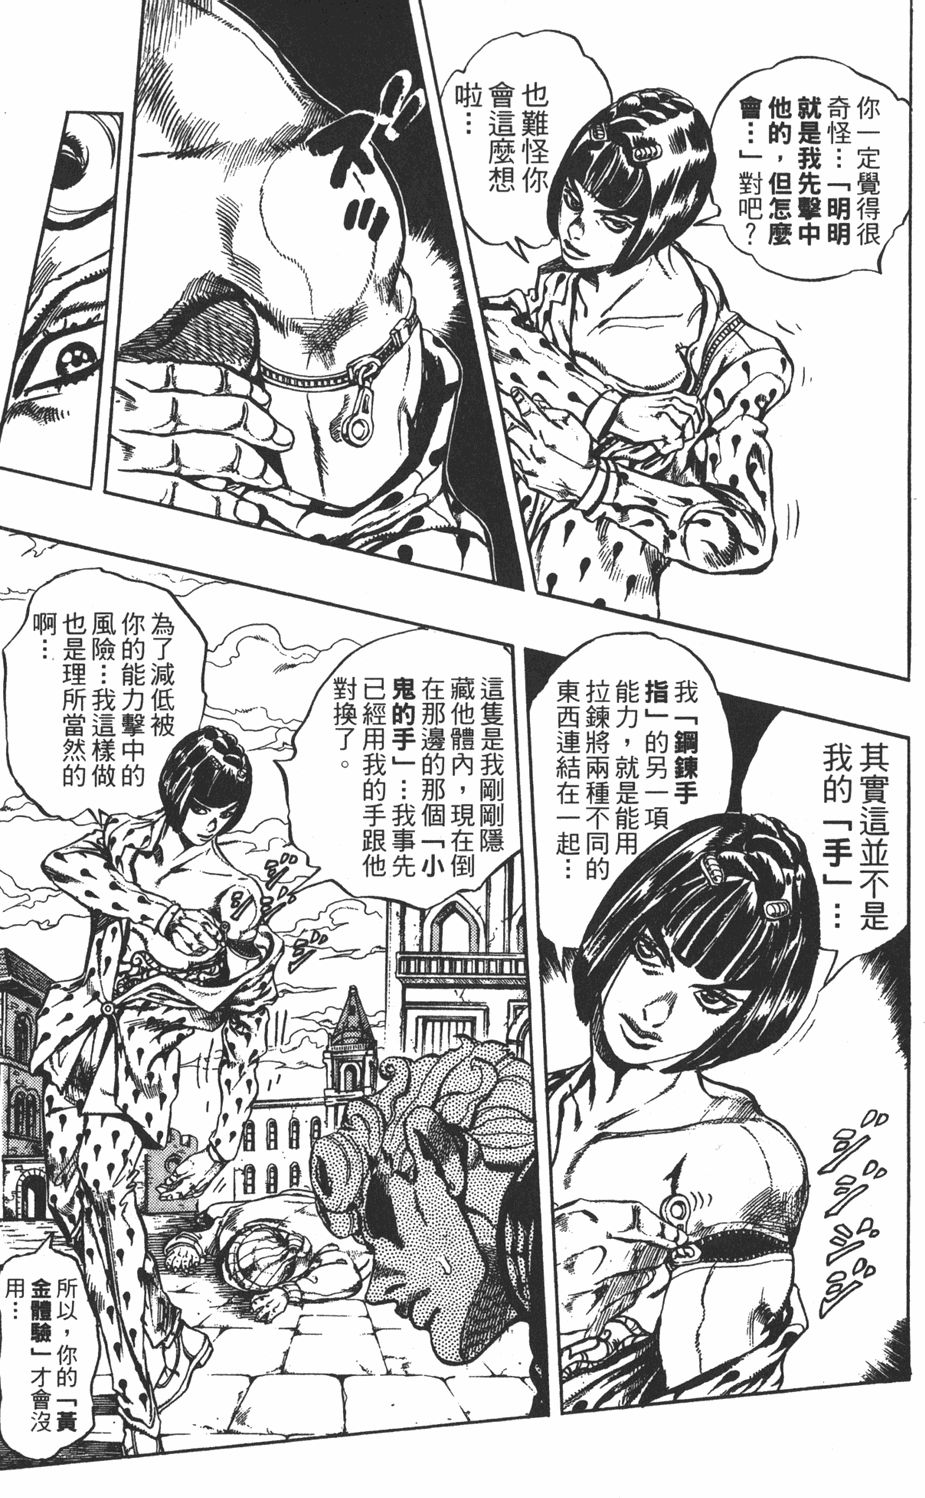 你一定覺得很
奇怪…「明明
就是我先擊中
他的，但怎麼
會…」對吧？
也難怪你
會這麼想
啦…
其實這並不是
我的「手」…
我「鋼鍊手
指」的另一項
能力，就是能用
拉鍊將兩種不同的
東西連結在一起…
這隻是我剛剛隱
藏他體內，現在倒
在那邊的那個「小
鬼的手」…我事先
已經用我的手跟他
對換了。
為了減低被
你的能力擊中的
風險…我這樣做
也是理所當然的
啊…
所以，你的「黃
金體驗」才會沒
用…